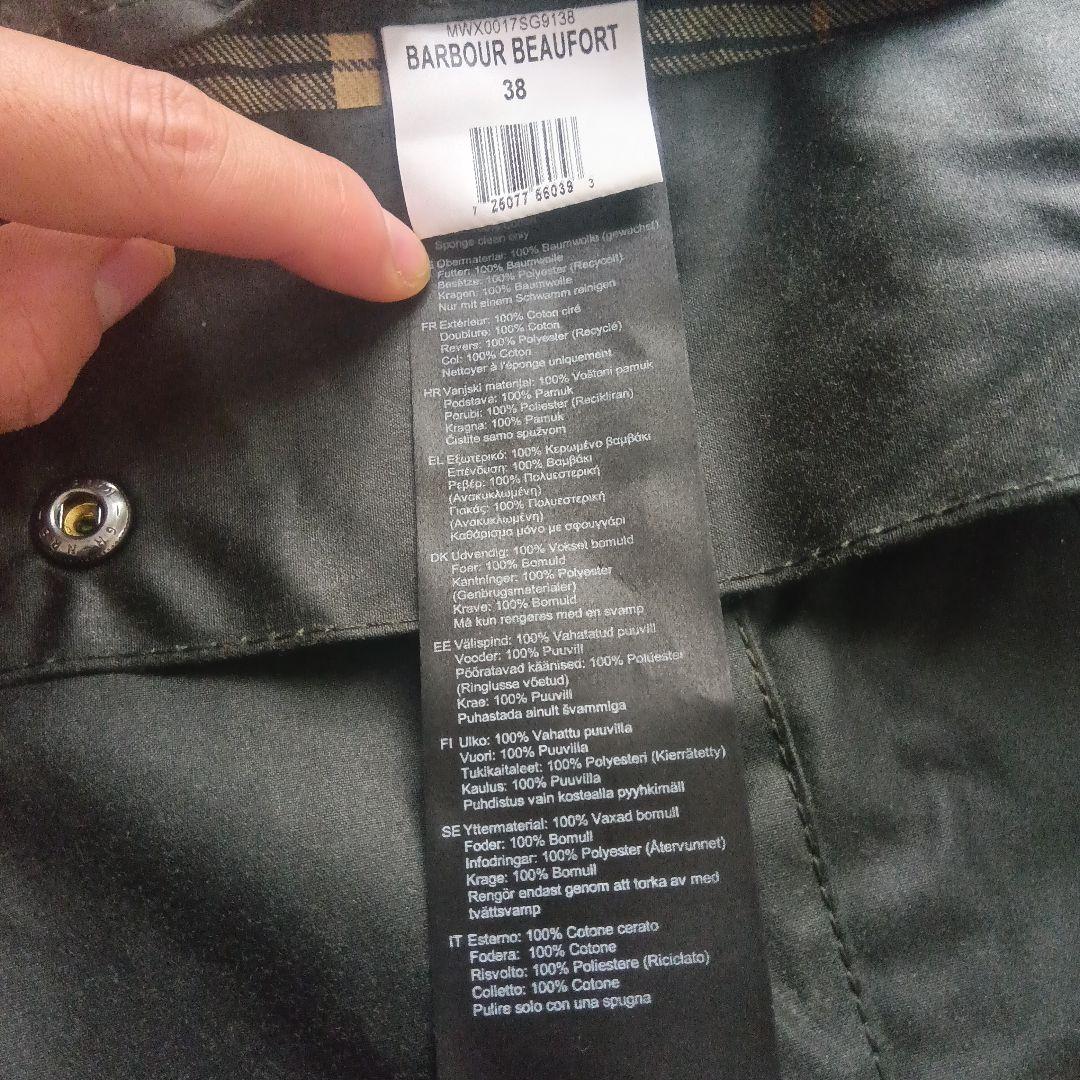 MWX0017SG9138
BARBOUR BEAUFORT
38
7 25077 66039 3
Sponge clean only
Obermaterial: 100% Baumwolle (gewachst)
Futter: 100% Baumwolle
Besätze: 100% Polyester (Recycelt)
Kragen: 100% Baumwolle
Nur mit einem Schwamm reinigen
FR Extérieur: 100% Coton ciré
Doublure: 100% Coton
Revers: 100% Polyester (Recyclé)
Col: 100% Coton
Nettoyer à l'éponge uniquement
HR Vanjski materijal: 100% Voštani pamuk
Podstava: 100% Pamuk
Porubi: 100% Poliester (Recikliran)
Kragna: 100% Pamuk
Čistite samo spužvom
EL Εξωτερικό: 100% Κερωμένο βαμβάκι
Επένδυση: 100% Βαμβάκι
Ρεβέρ: 100% Πολυεστερική
(Ανακυκλωμένη)
Γιακάς: 100% Πολυεστερική
(Ανακυκλωμένη)
Καθάρισμα μόνο με σφουγγάρι
DK Udvendig: 100% Vokset bomuld
Foer: 100% Bomuld
Kantninger: 100% Polyester
(Genbrugsmaterialer)
Krave: 100% Bomuld
Må kun rengøres med en svamp
EE Välispind: 100% Vahatatud puuvill
Vooder: 100% Puuvill
Pööratavad käänised: 100% Polüester
(Ringlusse võetud)
Krae: 100% Puuvill
Puhastada ainult švammiga
FI Ulko: 100% Vahattu puuvilla
Vuori: 100% Puuvilla
Tukikaitaleet: 100% Polyesteri (Kierrätetty)
Kaulus: 100% Puuvilla
Puhdistus vain kostealla pyyhkimäll
SE Yttermaterial: 100% Vaxad bomull
Foder: 100% Bomull
Infodringar: 100% Polyester (Återvunnet)
Krage: 100% Bomull
Rengör endast genom att torka av med
tvättsvamp
IT Esterno: 100% Cotone cerato
Fodera: 100% Cotone
Risvolto: 100% Poliestere (Riciclato)
Colletto: 100% Cotone
Pulire solo con una spugna